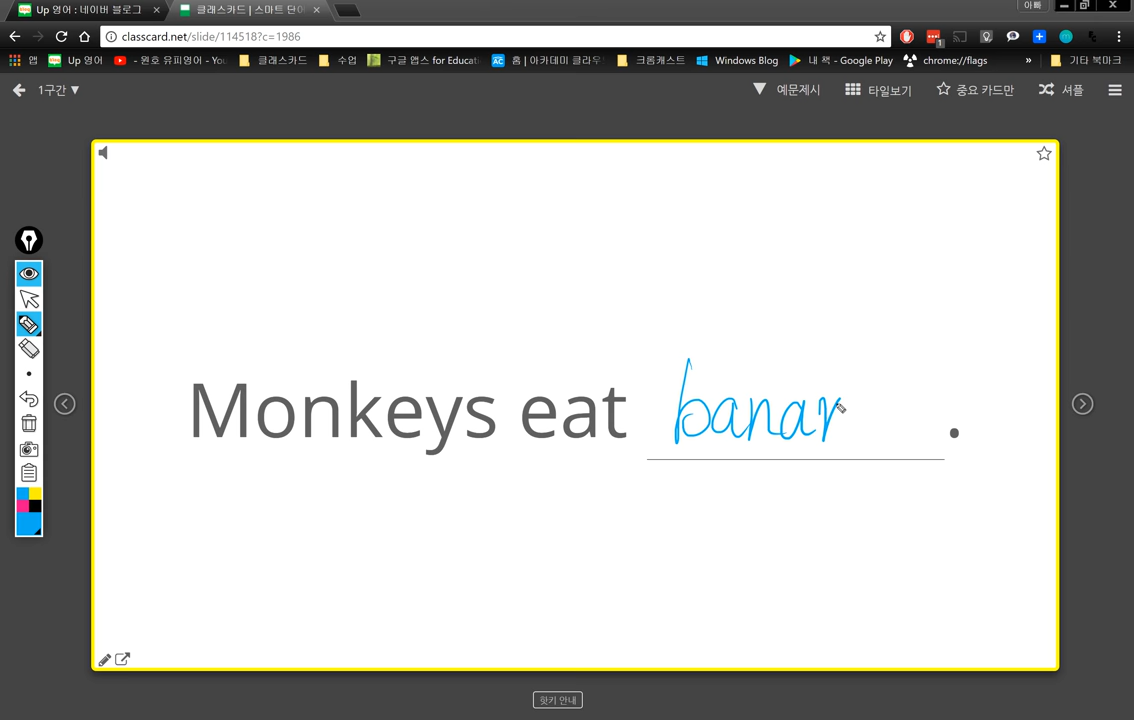 Up 영어 : 네이버 블로그
클래스카드 | 스마트 단어
아빠
classcard.net/slide/114518?c=1986
앱 Up 영어 - 원호 유피영어 - You 클래스카드 수업 구글 앱스 for Educati 홈 | 아카데미 클라우 크롬캐스트 Windows Blog 내 책 - Google Play chrome://flags » 기타 북마크
1구간 ▼ ▼ 예문제시 타일보기 중요 카드만 셔플
Monkeys eat banar .
핫키 안내